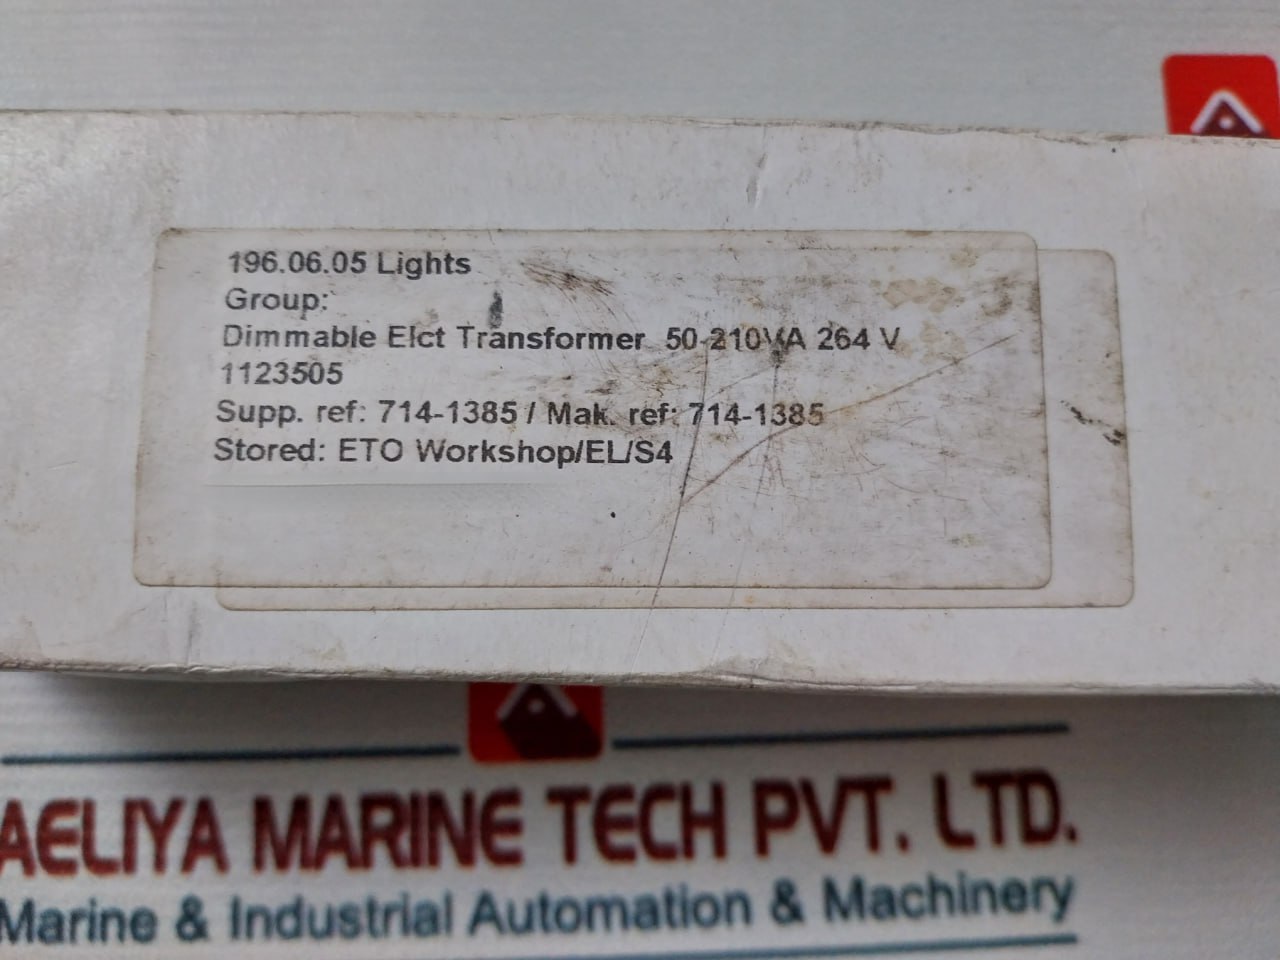 196.06.05 Lights
Group:
Dimmable Elct Transformer 50-210VA 264 V
1123505
Supp. ref: 714-1385 / Mak. ref: 714-1385
Stored: ETO Workshop/EL/S4
AELIYA MARINE TECH PVT. LTD.
Marine & Industrial Automation & Machinery